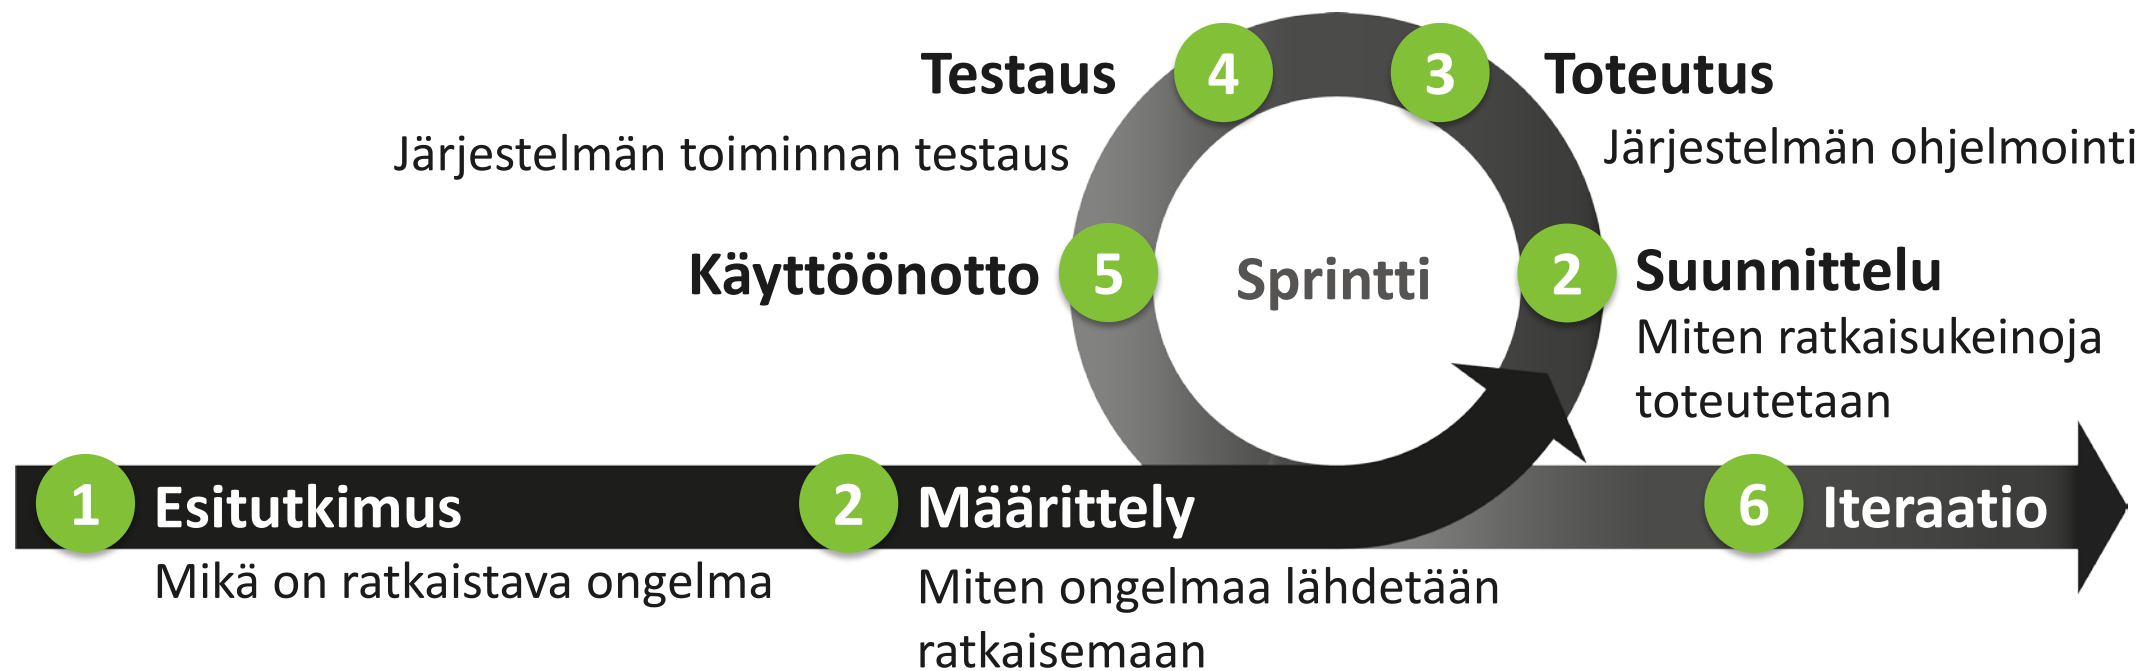 1 Esitutkimus
Mikä on ratkaistava ongelma
2 Määrittely
Miten ongelmaa lähdetään
ratkaisemaan
2 Suunnittelu
Miten ratkaisukeinoja
toteutetaan
3 Toteutus
Järjestelmän ohjelmointi
Testaus 4
Järjestelmän toiminnan testaus
Käyttöönotto 5
Sprintti
6 Iteraatio